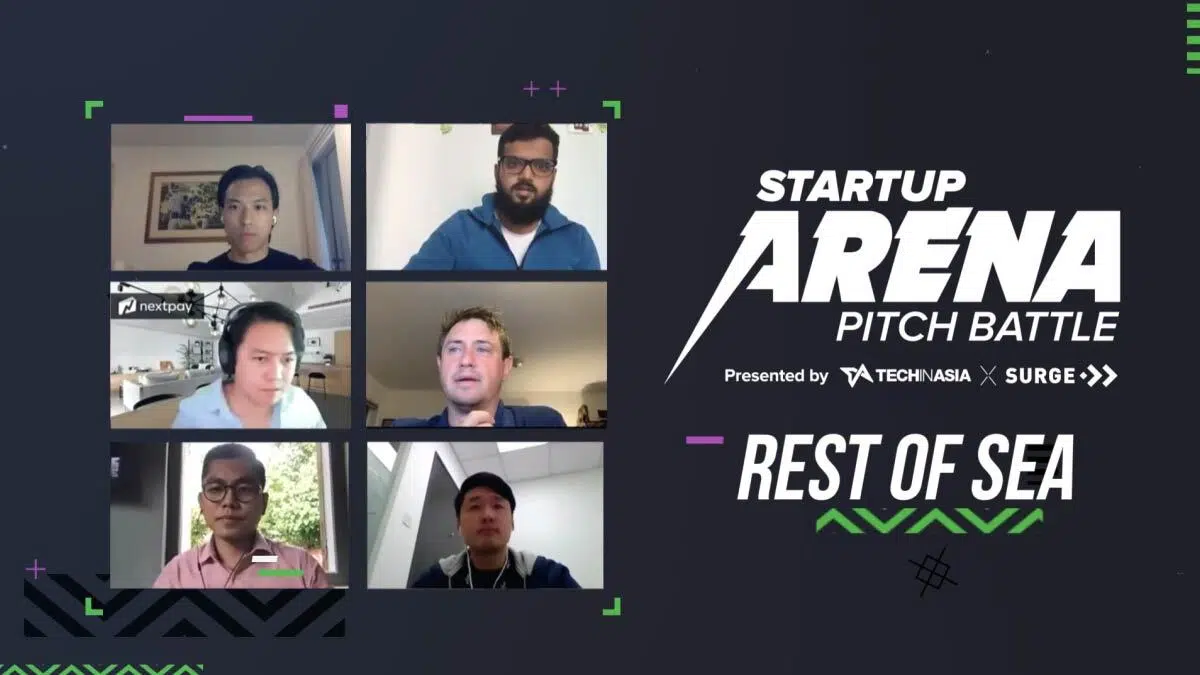 nextpay
STARTUP
ARENA
PITCH BATTLE
Presented by TECHINASIA X SURGE
REST OF SEA